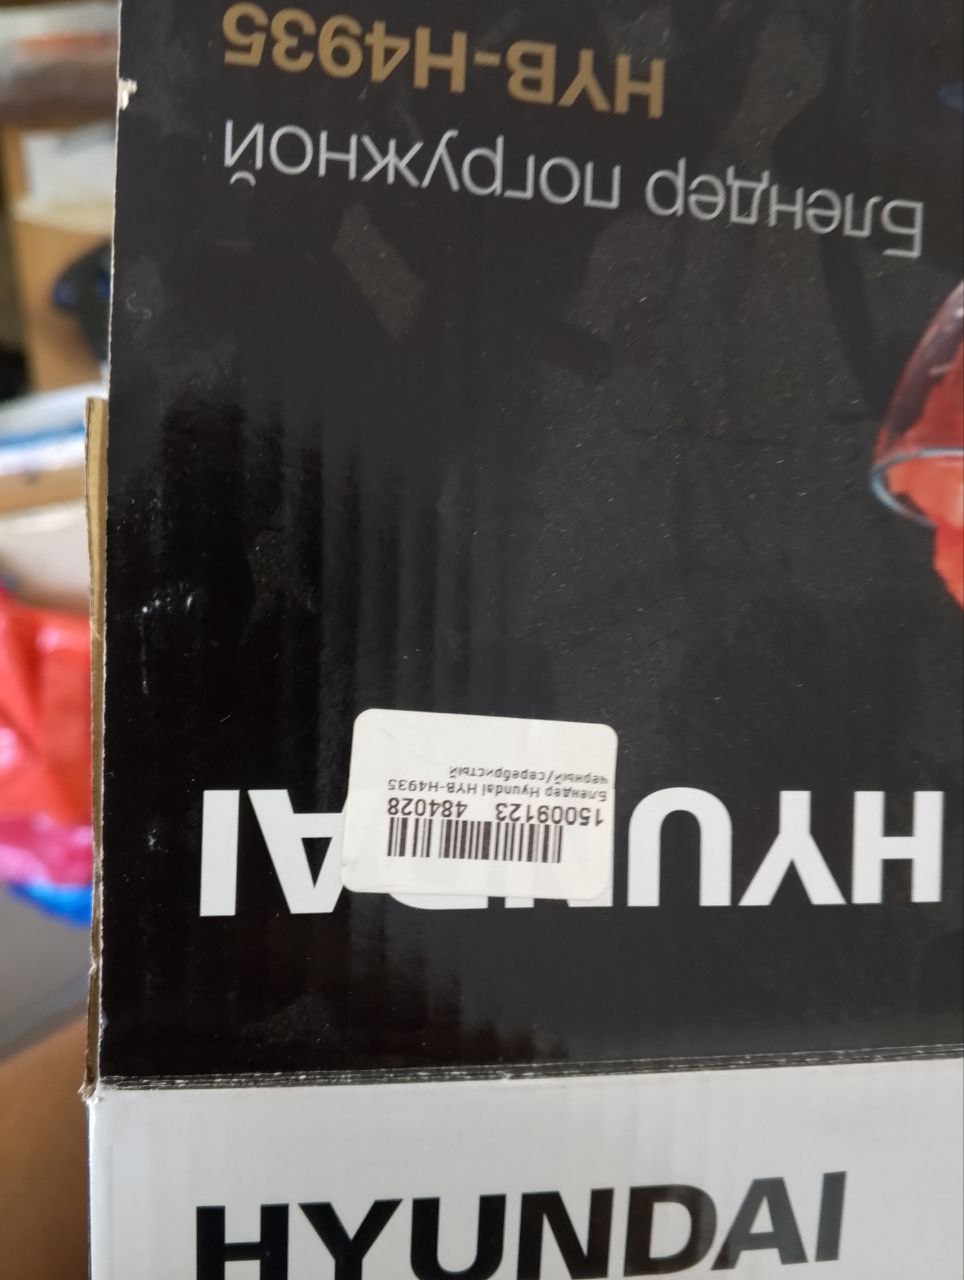 HYUNDAI
15009123 484028
Блендер Hyundai HYB-H4935
черный/серебристый
Блендер погружной
HYB-H4935
HYUNDAI